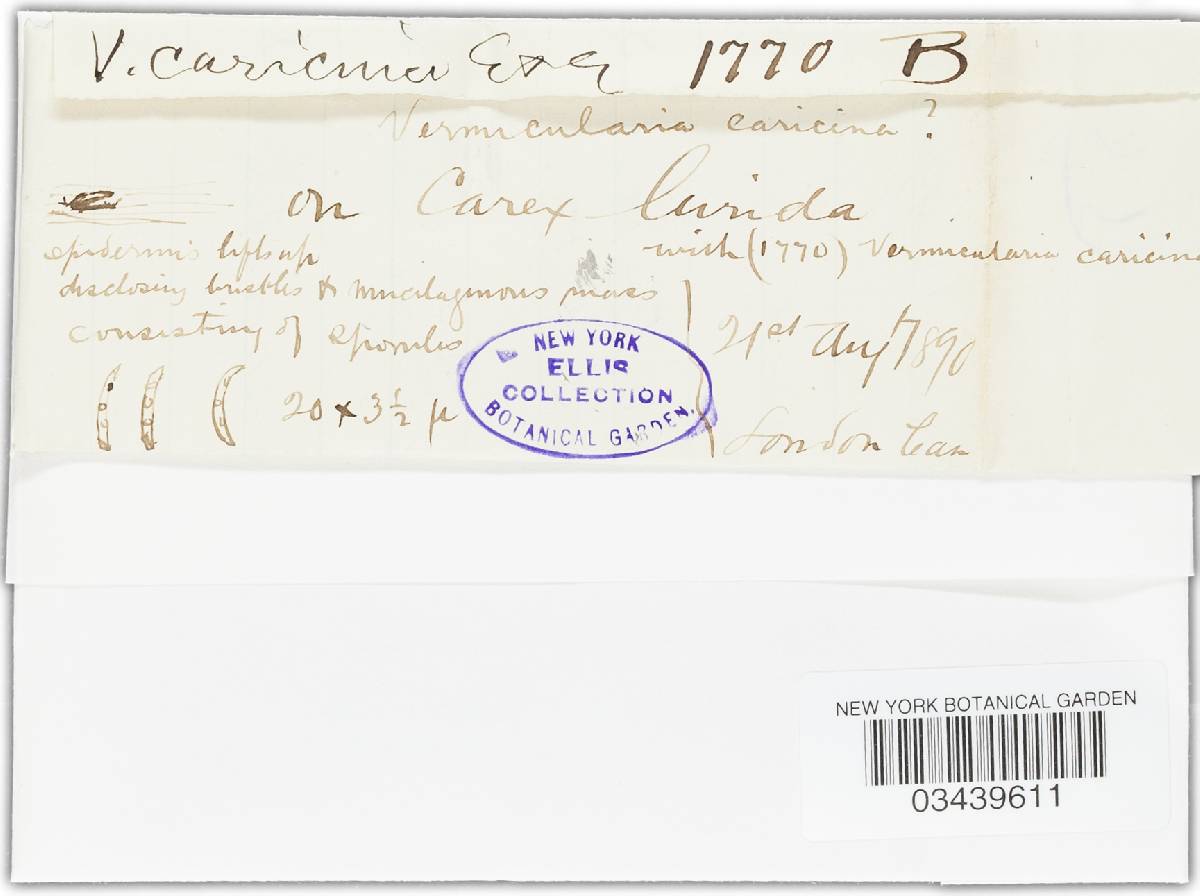 V. caricina E & E 1770 B
Vermicularia caricina?
on Carex lurida
with (1770) Vermicularia caricina
epidermis lifts up
disclosing bristles & mucilaginous mass
consisting of sporules
20 x 3½ µ
21st Aug/1890
London Can
NEW YORK
ELLIS
COLLECTION
BOTANICAL GARDEN.
NEW YORK BOTANICAL GARDEN
03439611